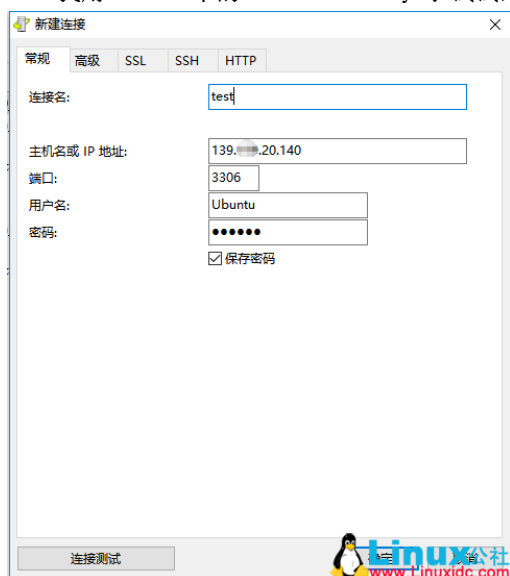 新建连接
常规 高级 SSL SSH HTTP
连接名: test
主机名或 IP 地址: 139. .20.140
端口: 3306
用户名: Ubuntu
密码: ●●●●●●
保存密码
连接测试
Linux公社
www.Linuxidc.com